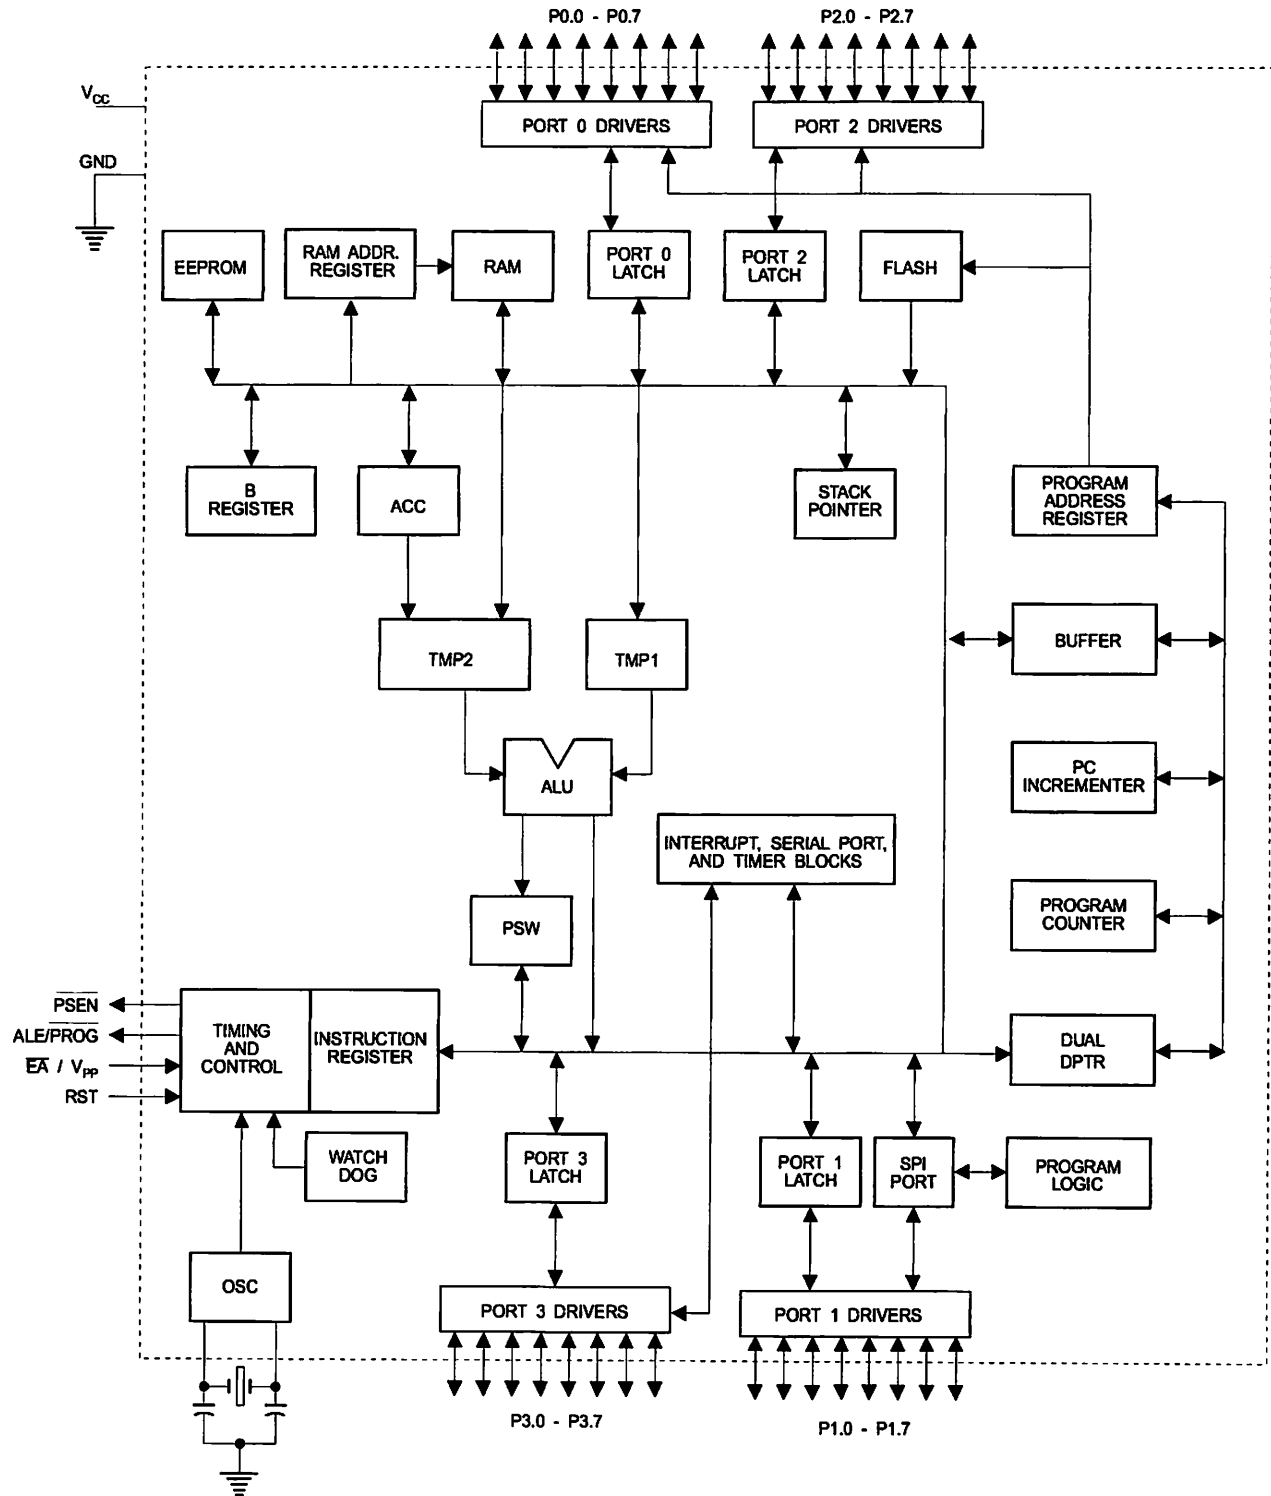 P0.0 - P0.7
P2.0 - P2.7
VCC
PORT 0 DRIVERS
PORT 2 DRIVERS
GND
EEPROM
RAM ADDR.
REGISTER
RAM
PORT 0
LATCH
PORT 2
LATCH
FLASH
B
REGISTER
ACC
STACK
POINTER
PROGRAM
ADDRESS
REGISTER
TMP2
TMP1
BUFFER
ALU
PC
INCREMENTER
INTERRUPT, SERIAL PORT,
AND TIMER BLOCKS
PSW
PROGRAM
COUNTER
PSEN
ALE/PROG
EA / VPP
RST
TIMING
AND
CONTROL
INSTRUCTION
REGISTER
DUAL
DPTR
WATCH
DOG
PORT 3
LATCH
PORT 1
LATCH
SPI
PORT
PROGRAM
LOGIC
OSC
PORT 3 DRIVERS
PORT 1 DRIVERS
P3.0 - P3.7
P1.0 - P1.7